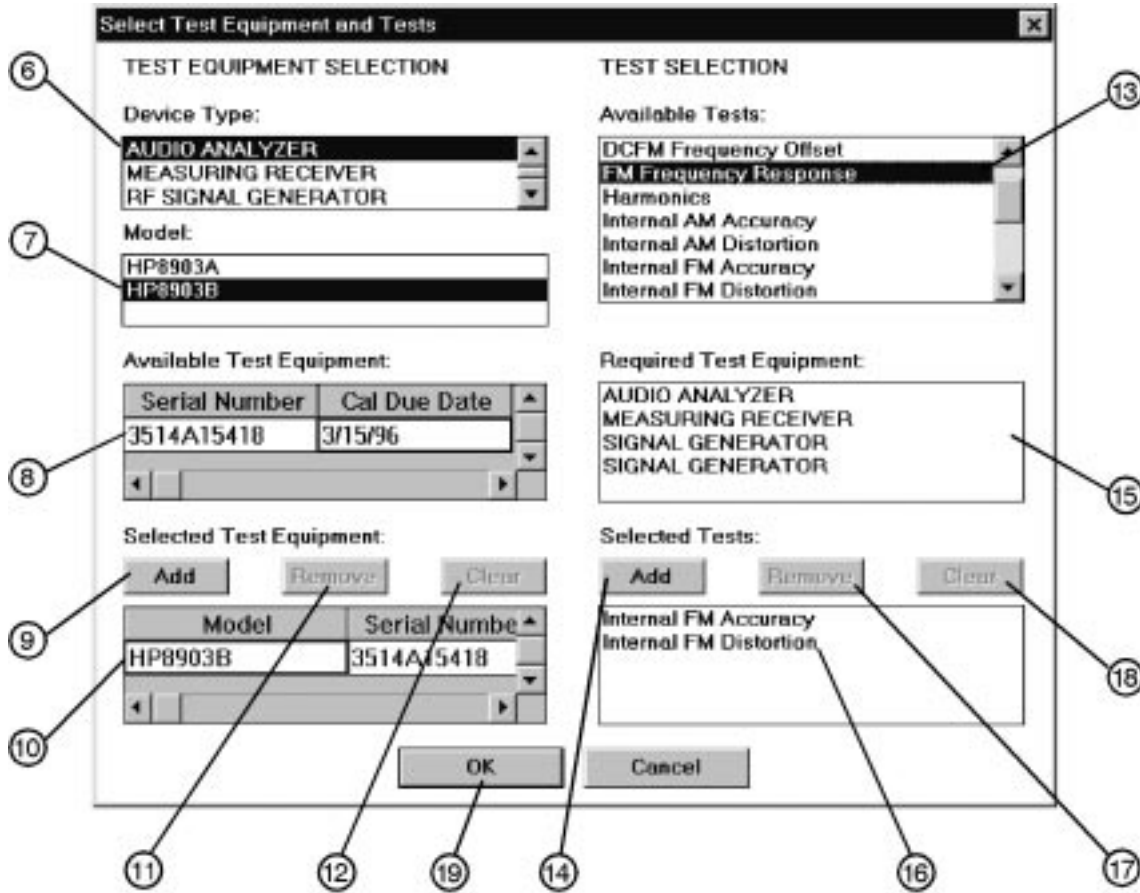 Select Test Equipment and Tests
TEST EQUIPMENT SELECTION
Device Type:
AUDIO ANALYZER
MEASURING RECEIVER
RF SIGNAL GENERATOR
Model:
HP8903A
HP8903B
Available Test Equipment:
Serial Number Cal Due Date
3514A15418 3/15/96
Selected Test Equipment:
Add Remove Clear
Model Serial Numbe
HP8903B 3514A15418
TEST SELECTION
Available Tests:
DCFM Frequency Offset
FM Frequency Response
Harmonics
Internal AM Accuracy
Internal AM Distortion
Internal FM Accuracy
Internal FM Distortion
Required Test Equipment:
AUDIO ANALYZER
MEASURING RECEIVER
SIGNAL GENERATOR
SIGNAL GENERATOR
Selected Tests:
Add Remove Clear
Internal FM Accuracy
Internal FM Distortion
OK Cancel
6
7
8
9
10
11
12
19
14
16
17
18
15
13